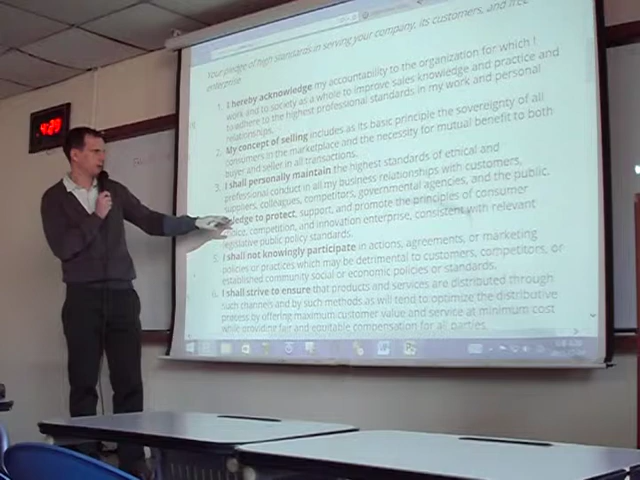 Your pledge of high standards in serving your company, its customers, and free
enterprise
1. I hereby acknowledge my accountability to the organization for which I
work and to society as a whole to improve sales knowledge and practice and
to adhere to the highest professional standards in my work and personal
relationships.
2. My concept of selling includes as its basic principle the sovereignty of all
consumers in the marketplace and the necessity for mutual benefit to both
buyer and seller in all transactions.
3. I shall personally maintain the highest standards of ethical and
professional conduct in all my business relationships with customers,
suppliers, colleagues, competitors, governmental agencies, and the public.
to protect, support, and promote the principles of consumer
competition, and innovation enterprise, consistent with relevant
legislative public policy standards.
5. I shall not knowingly participate in actions, agreements, or marketing
policies or practices which may be detrimental to customers, competitors, or
established community social or economic policies or standards.
6. I shall strive to ensure that products and services are distributed through
such channels and by such methods as will tend to optimize the distributive
process by offering maximum customer value and service at minimum cost
while providing fair and equitable compensation for all parties.
4:20